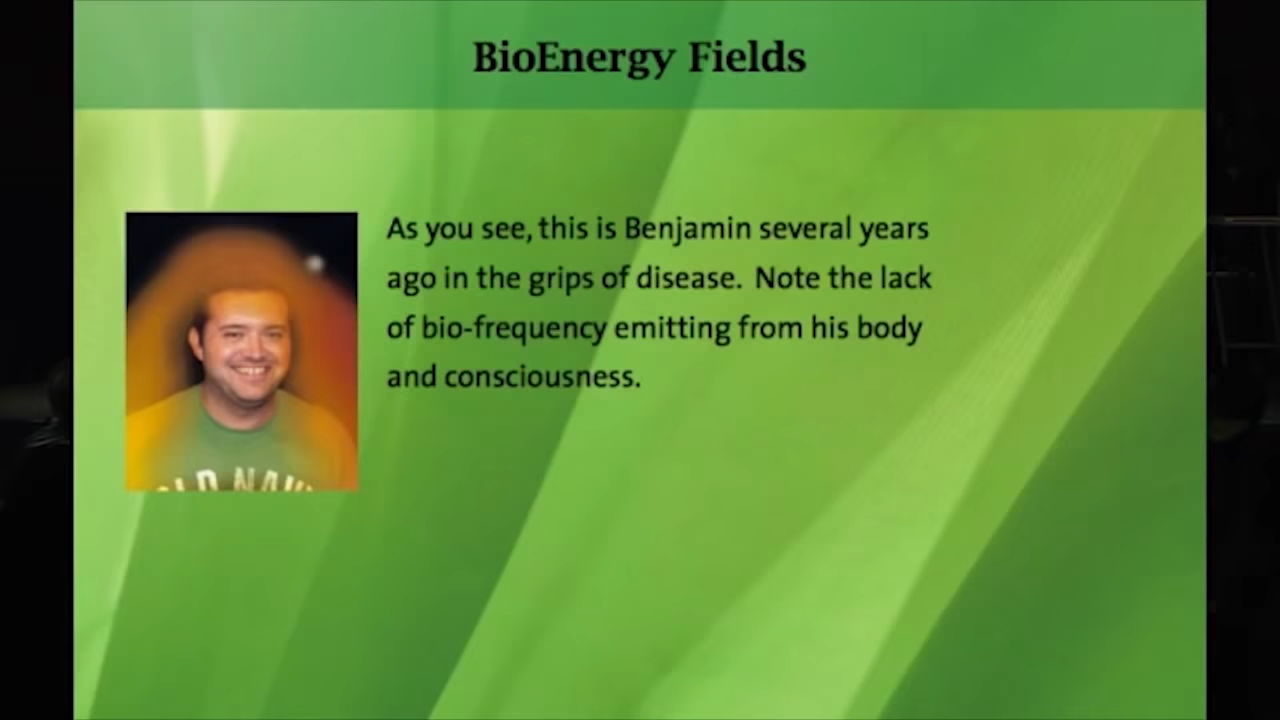 BioEnergy Fields
As you see, this is Benjamin several years
ago in the grips of disease. Note the lack
of bio-frequency emitting from his body
and consciousness.